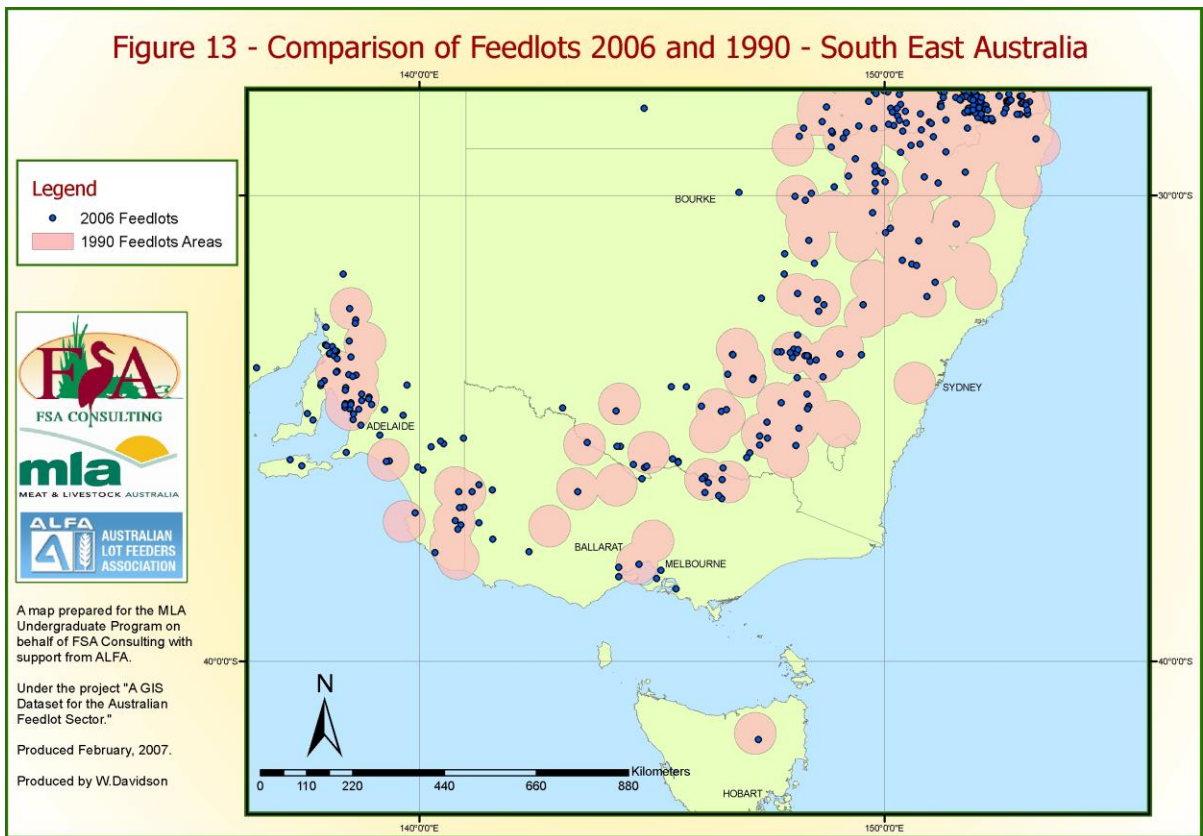 Figure 13 - Comparison of Feedlots 2006 and 1990 - South East Australia
140°0'0"E
150°0'0"E
Legend
2006 Feedlots
1990 Feedlots Areas
BOURKE
30°0'0"S
SYDNEY
ADELAIDE
BALLARAT
MELBOURNE
FSA
FSA CONSULTING
mla
MEAT & LIVESTOCK AUSTRALIA
ALFA
AUSTRALIAN
LOT FEEDERS
ASSOCIATION
A map prepared for the MLA
Undergraduate Program on
behalf of FSA Consulting with
support from ALFA.
Under the project "A GIS
Dataset for the Australian
Feedlot Sector."
Produced February, 2007.
Produced by W.Davidson
40°0'0"S
40°0'0"S
N
Kilometers
0 110 220 440 660 880
HOBART
140°0'0"E
150°0'0"E